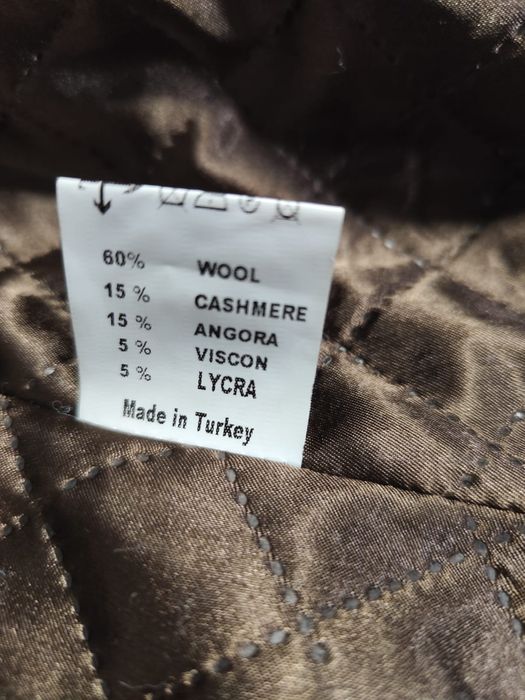 60% WOOL
15 % CASHMERE
15 % ANGORA
5 % VISCON
5 % LYCRA
Made in Turkey